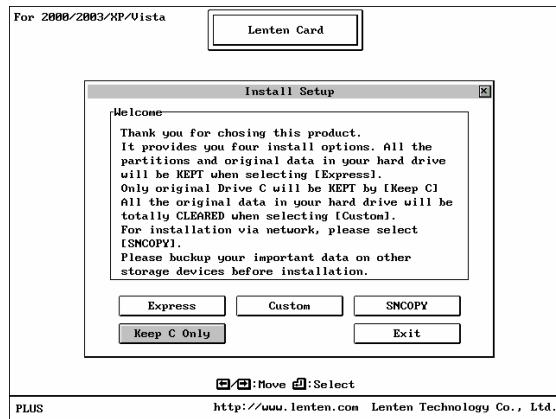 For 2000/2003/XP/Vista
Lenten Card
Install Setup
Welcome
Thank you for chosing this product.
It provides you four install options. All the
partitions and original data in your hard drive
will be KEPT when selecting [Express].
Only original Drive C will be KEPT by [Keep C]
All the original data in your hard drive will be
totally CLEARED when selecting [Custom].
For installation via network, please select
[SNCOPY].
Please buckup your important data on other
storage devices before installation.
Express Custom SNCOPY
Keep C Only Exit
←/→:Move ↵:Select
PLUS http://www.lenten.com Lenten Technology Co., Ltd.